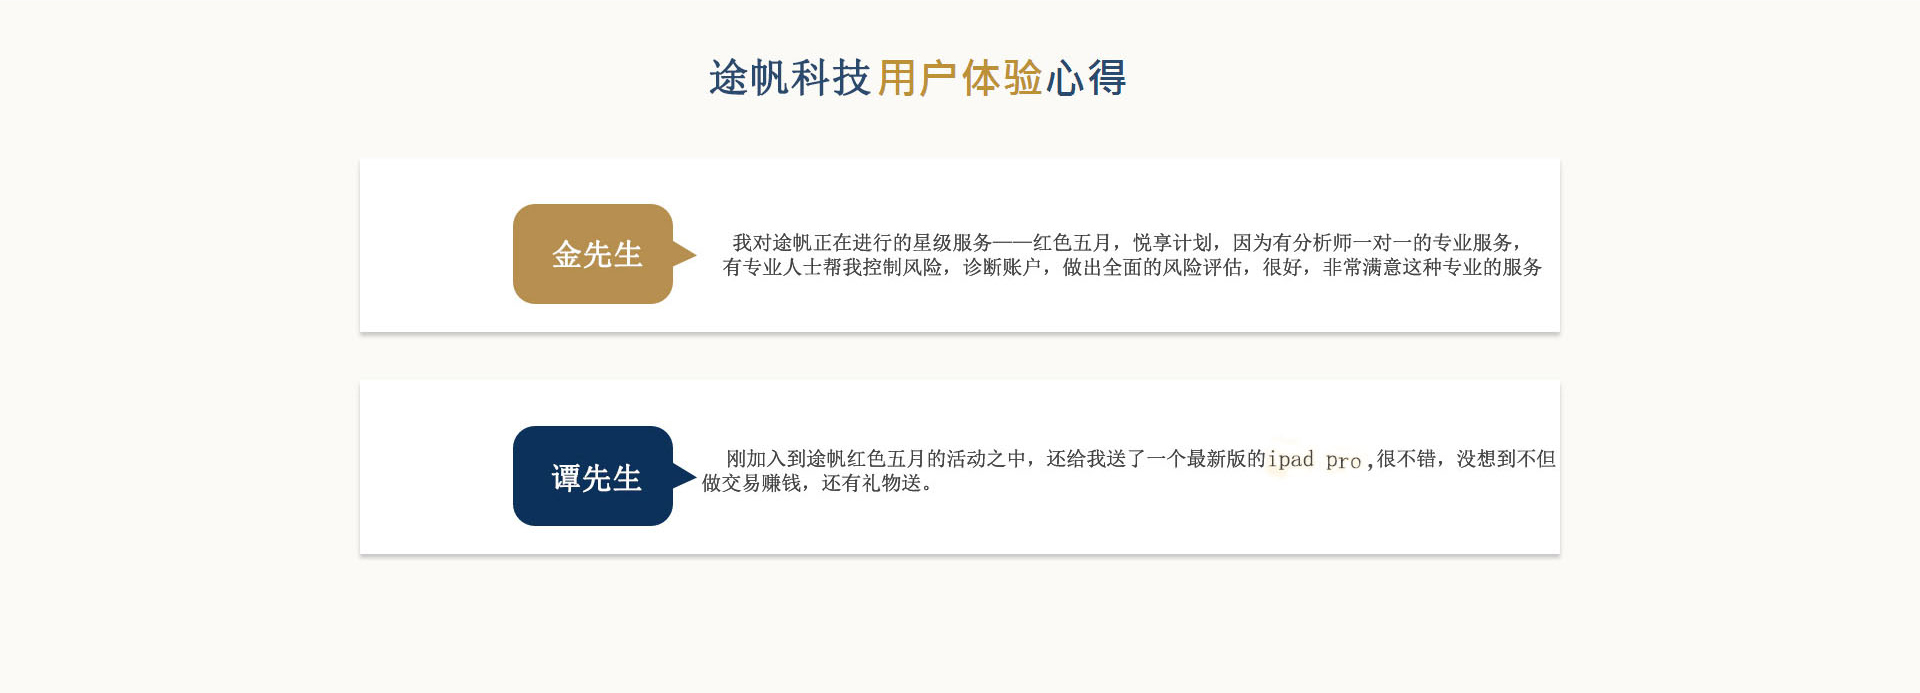 途帆科技用户体验心得
金先生
我对途帆正在进行的星级服务——红色五月，悦享计划，因为有分析师一对一的专业服务，
有专业人士帮我控制风险，诊断账户，做出全面的风险评估，很好，非常满意这种专业的服务
谭先生
刚加入到途帆红色五月的活动之中，还给我送了一个最新版的ipad pro,很不错，没想到不但
做交易赚钱，还有礼物送。